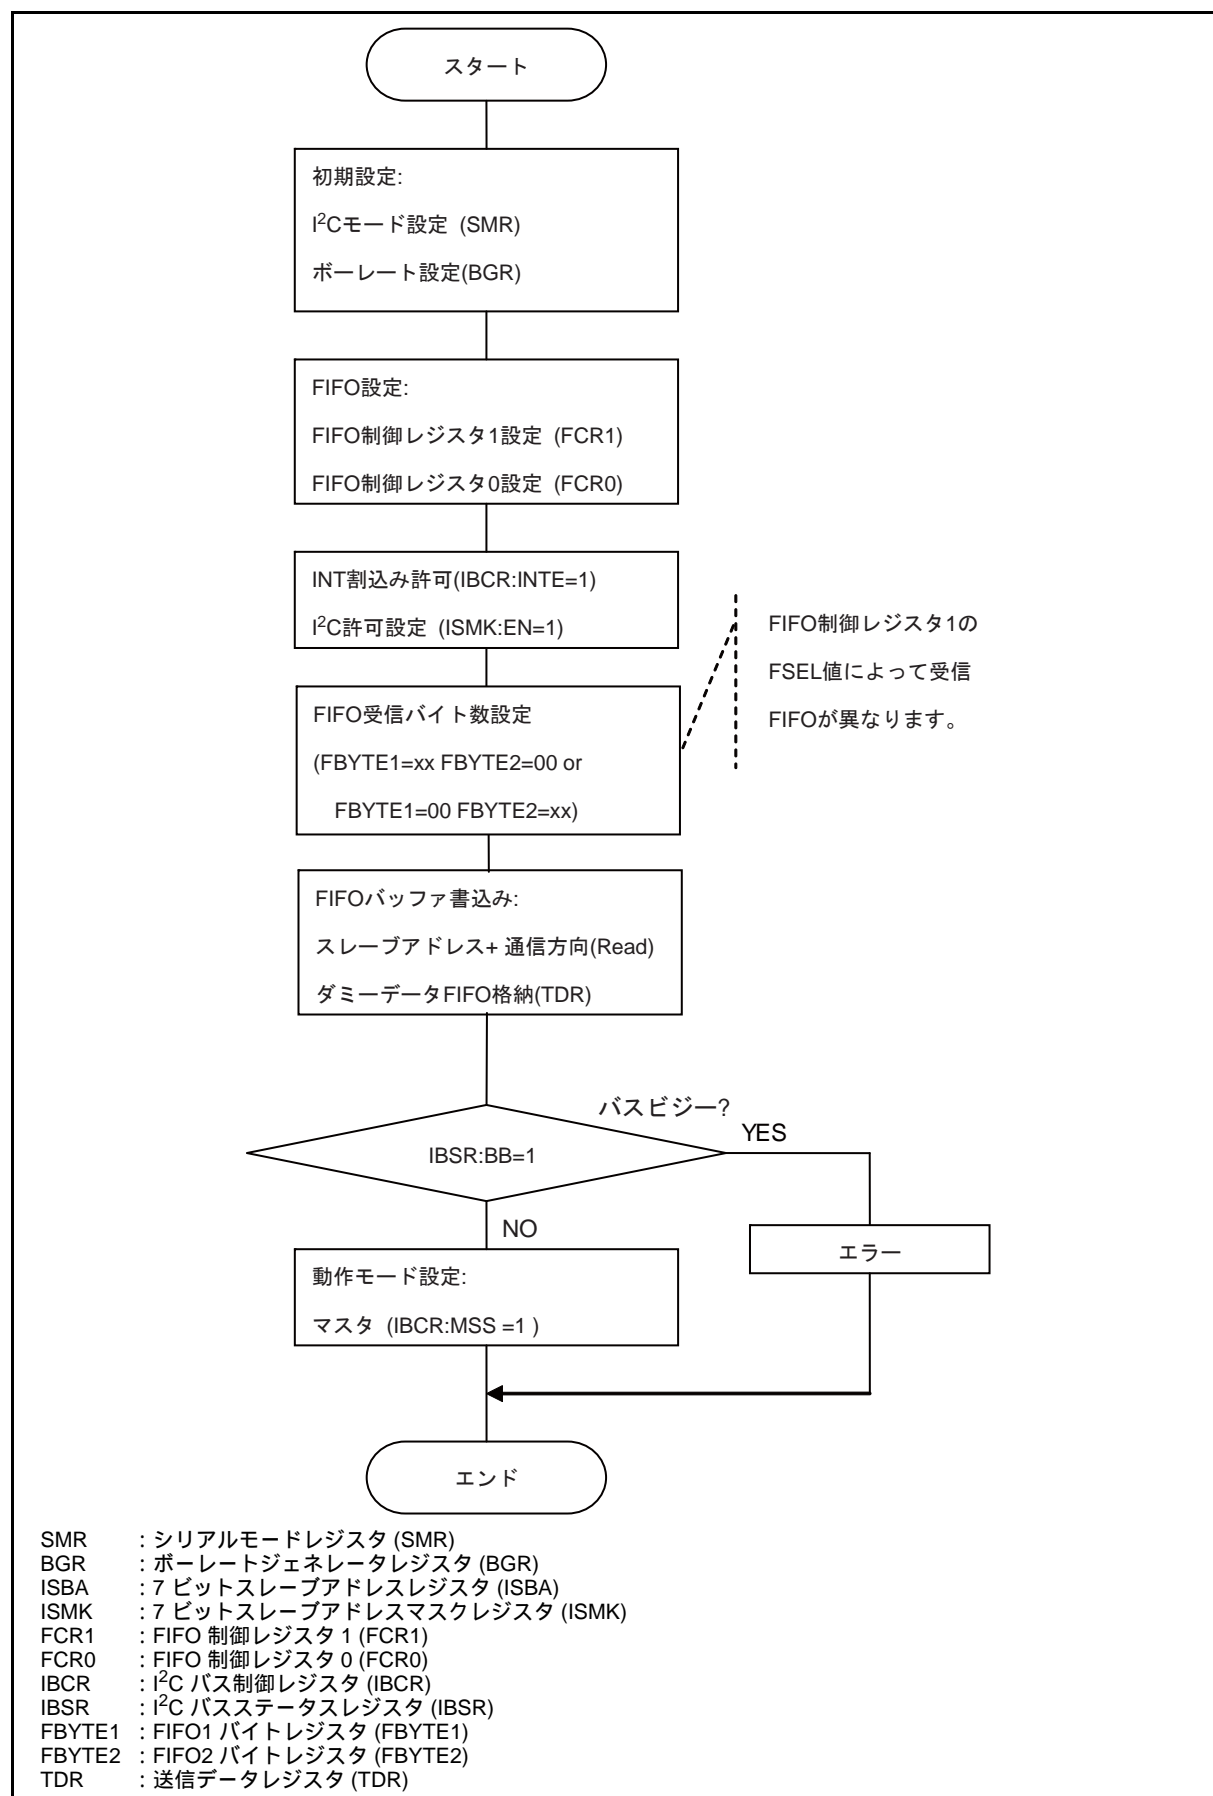 スタート
初期設定:
I²Cモード設定 (SMR)
ボーレート設定(BGR)
FIFO設定:
FIFO制御レジスタ1設定 (FCR1)
FIFO制御レジスタ0設定 (FCR0)
INT割込み許可(IBCR:INTE=1)
I²C許可設定 (ISMK:EN=1)
FIFO制御レジスタ1の
FSEL値によって受信
FIFOが異なります。
FIFO受信バイト数設定
(FBYTE1=xx FBYTE2=00 or
FBYTE1=00 FBYTE2=xx)
FIFOバッファ書込み:
スレーブアドレス+ 通信方向(Read)
ダミーデータFIFO格納(TDR)
バスビジー?
YES
IBSR:BB=1
NO
エラー
動作モード設定:
マスタ (IBCR:MSS =1 )
エンド
SMR : シリアルモードレジスタ (SMR)
BGR : ボーレートジェネレータレジスタ (BGR)
ISBA : 7 ビットスレーブアドレスレジスタ (ISBA)
ISMK : 7 ビットスレーブアドレスマスクレジスタ (ISMK)
FCR1 : FIFO 制御レジスタ 1 (FCR1)
FCR0 : FIFO 制御レジスタ 0 (FCR0)
IBCR : I²C バス制御レジスタ (IBCR)
IBSR : I²C バスステータスレジスタ (IBSR)
FBYTE1 : FIFO1 バイトレジスタ (FBYTE1)
FBYTE2 : FIFO2 バイトレジスタ (FBYTE2)
TDR : 送信データレジスタ (TDR)